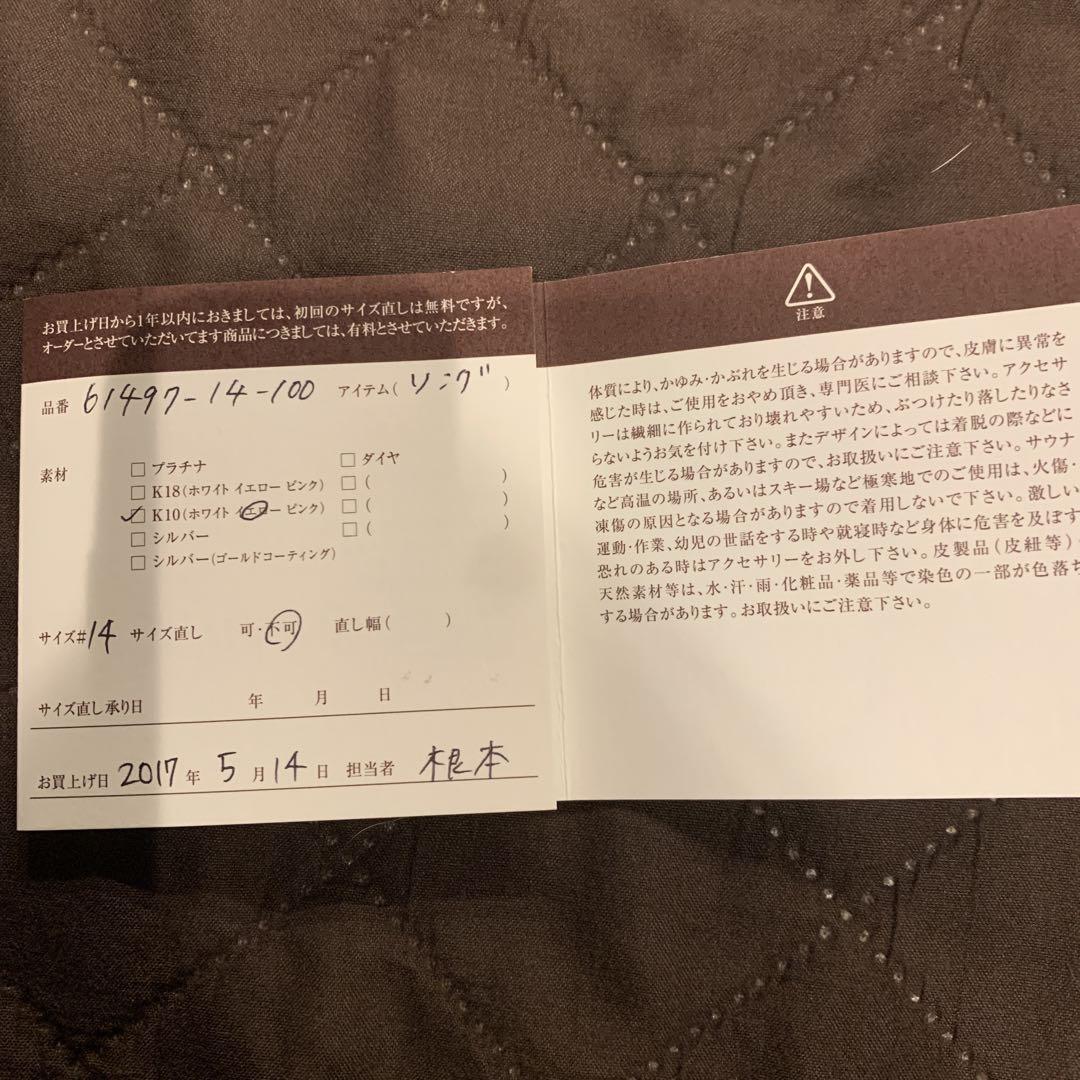 お買上げ日から1年以内におきましては、初回のサイズ直しは無料ですが、
オーダーとさせていただいてます商品につきましては、有料とさせていただきます。
品番 61497-14-100 アイテム( リング )
素材
□ プラチナ □ ダイヤ
□ K18(ホワイト イエロー ピンク) □ ( )
✓□ K10(ホワイト イエロー ピンク) □ ( )
□ シルバー □ ( )
□ シルバー(ゴールドコーティング)
サイズ# 14 サイズ直し 可・不可 直し幅( )
サイズ直し承り日 年 月 日
お買上げ日 2017 年 5 月 14 日 担当者 根本
注意
体質により、かゆみ・かぶれを生じる場合がありますので、皮膚に異常を
感じた時は、ご使用をおやめ頂き、専門医にご相談下さい。アクセサ
リーは繊細に作られており壊れやすいため、ぶつけたり落したりなさ
らないようお気を付け下さい。またデザインによっては着脱の際などに
危害が生じる場合がありますので、お取扱いにご注意下さい。サウナ
など高温の場所、あるいはスキー場など極寒地でのご使用は、火傷・
凍傷の原因となる場合がありますので着用しないで下さい。激しい
運動・作業、幼児の世話をする時や就寝時など身体に危害を及ぼす
恐れのある時はアクセサリーをお外し下さい。皮製品(皮紐等)・
天然素材等は、水・汗・雨・化粧品・薬品等で染色の一部が色落ち
する場合があります。お取扱いにご注意下さい。